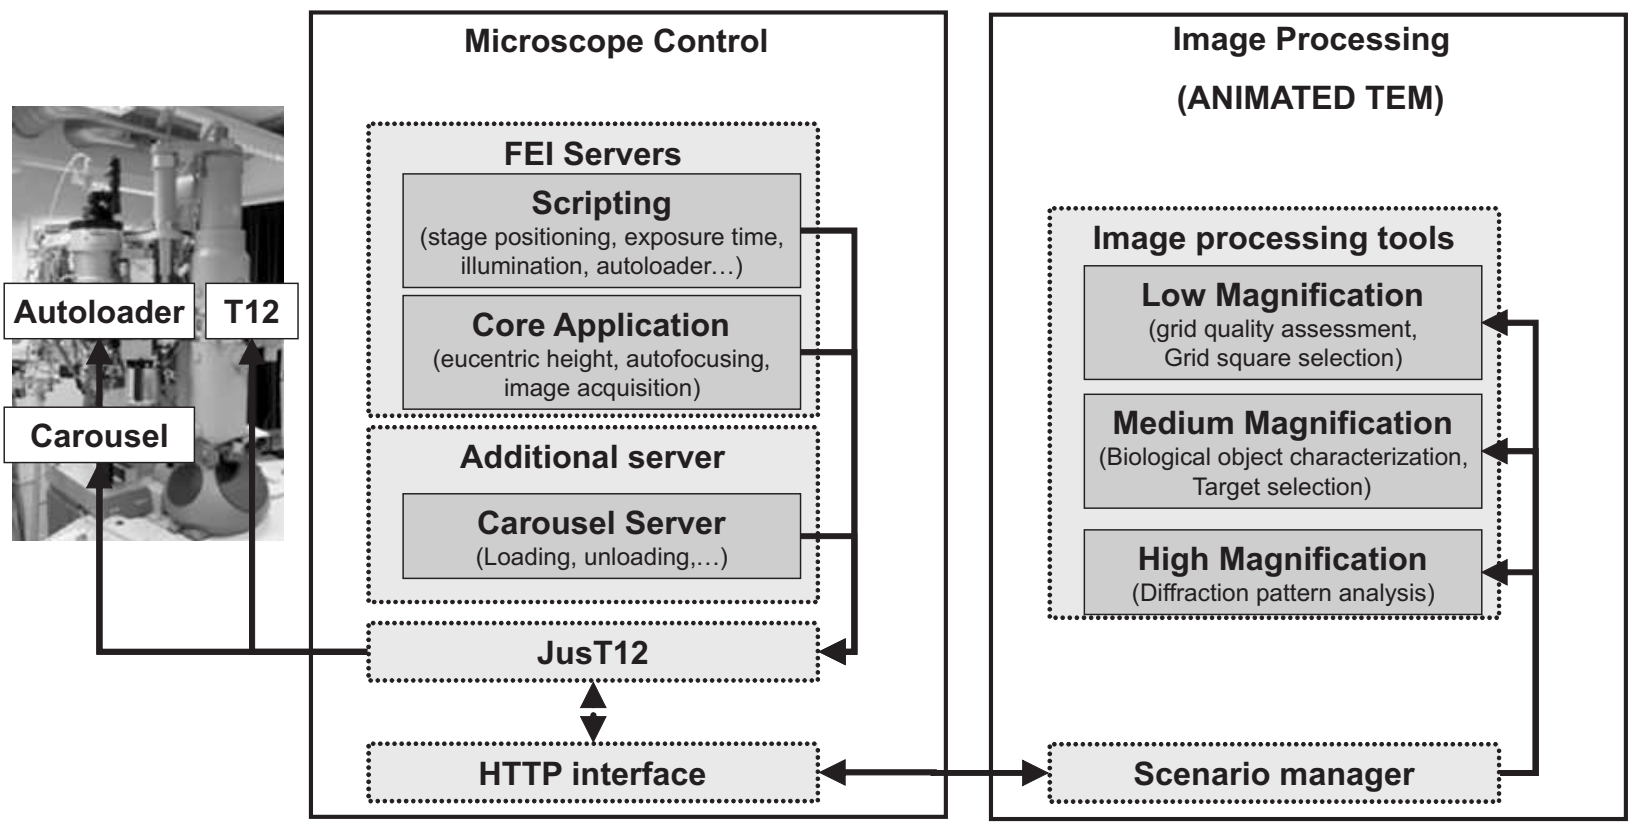 Microscope Control
FEI Servers
Scripting
(stage positioning, exposure time,
illumination, autoloader…)
Core Application
(eucentric height, autofocusing,
image acquisition)
Additional server
Carousel Server
(Loading, unloading,…)
JusT12
HTTP interface
Autoloader
T12
Carousel
Image Processing
(ANIMATED TEM)
Image processing tools
Low Magnification
(grid quality assessment,
Grid square selection)
Medium Magnification
(Biological object characterization,
Target selection)
High Magnification
(Diffraction pattern analysis)
Scenario manager